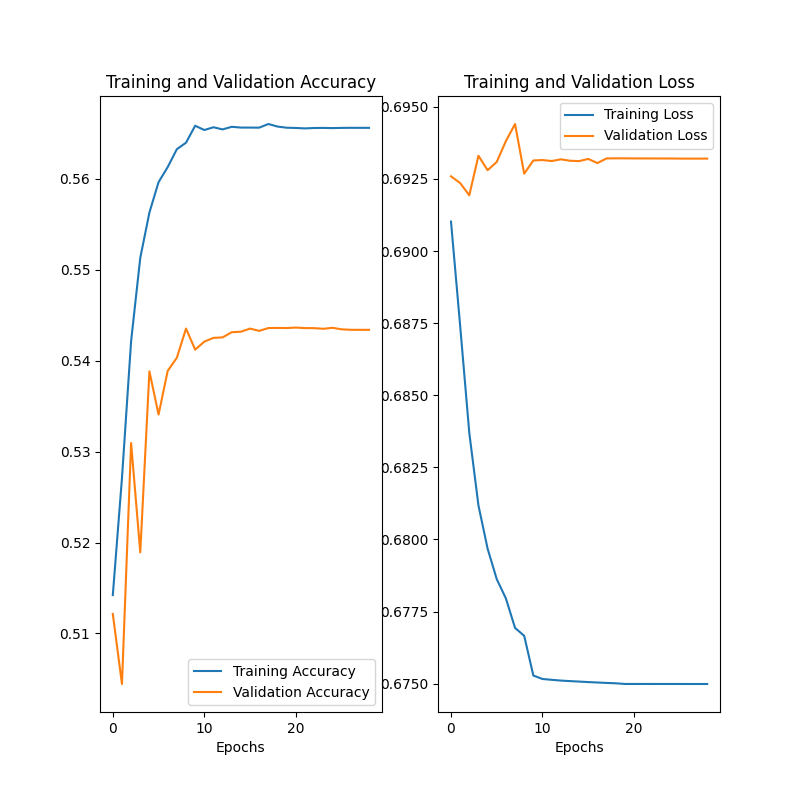 Training and Validation Accuracy
0.56
0.55
0.54
0.53
0.52
0.51
Training Accuracy
Validation Accuracy
0 10 20
Epochs
Training and Validation Loss
0.6950
0.6925
0.6900
0.6875
0.6850
0.6825
0.6800
0.6775
0.6750
Training Loss
Validation Loss
0 10 20
Epochs